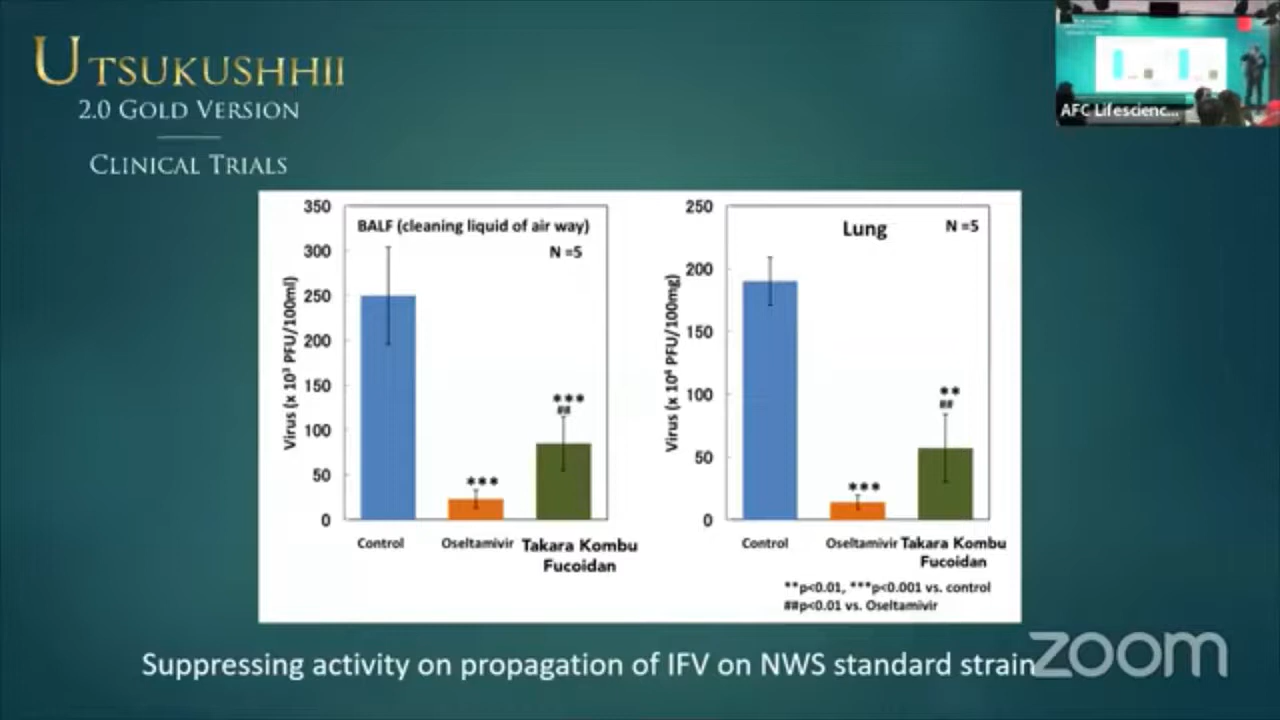 UTSUKUSHHII
2.0 GOLD VERSION
CLINICAL TRIALS
AFC Lifescienc...
350
300
250
200
150
100
50
0
Virus (x 10³ PFU/100ml)
BALF (cleaning liquid of air way)
N =5
***
***
##
Control
Oseltamivir
Takara Kombu
Fucoidan
250
200
150
100
50
0
Virus (x 10⁴ PFU/100mg)
Lung
N =5
***
**
##
Control
Oseltamivir
Takara Kombu
Fucoidan
**p<0.01, ***p<0.001 vs. control
##p<0.01 vs. Oseltamivir
Suppressing activity on propagation of IFV on NWS standard strain
zoom